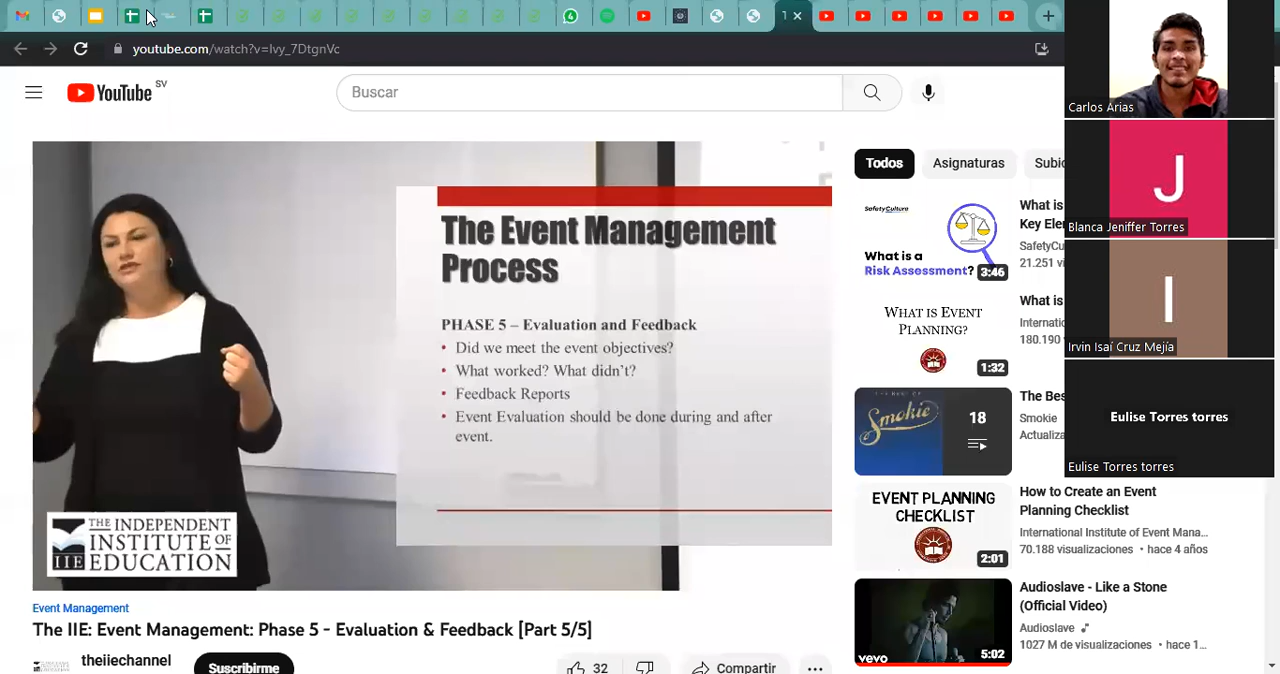 4
1
youtube.com/watch?v=Ivy_7DtgnVc
YouTube SV
Buscar
The Event Management
Process
PHASE 5 – Evaluation and Feedback
• Did we meet the event objectives?
• What worked? What didn't?
• Feedback Reports
• Event Evaluation should be done during and after
event.
THE INDEPENDENT
INSTITUTE OF
EDUCATION
IIE
Event Management
The IIE: Event Management: Phase 5 - Evaluation & Feedback [Part 5/5]
theiiechannel
Suscribirme
32
Compartir
Todos
Asignaturas
Subic
SafetyCulture
What is a
Risk Assessment?
3:46
What is
Key Ele
SafetyCu
21.251 vi
WHAT IS EVENT
PLANNING?
1:32
What is
Internatio
180.190
Smokie
18
The Bes
Smokie
Actualiza
EVENT PLANNING
CHECKLIST
2:01
How to Create an Event
Planning Checklist
International Institute of Event Mana...
70.188 visualizaciones • hace 4 años
vevo
5:02
Audioslave - Like a Stone
(Official Video)
Audioslave
1027 M de visualizaciones • hace 1...
Carlos Arias
J
Blanca Jeniffer Torres
I
Irvin Isaí Cruz Mejía
Eulise Torres torres
Eulise Torres torres